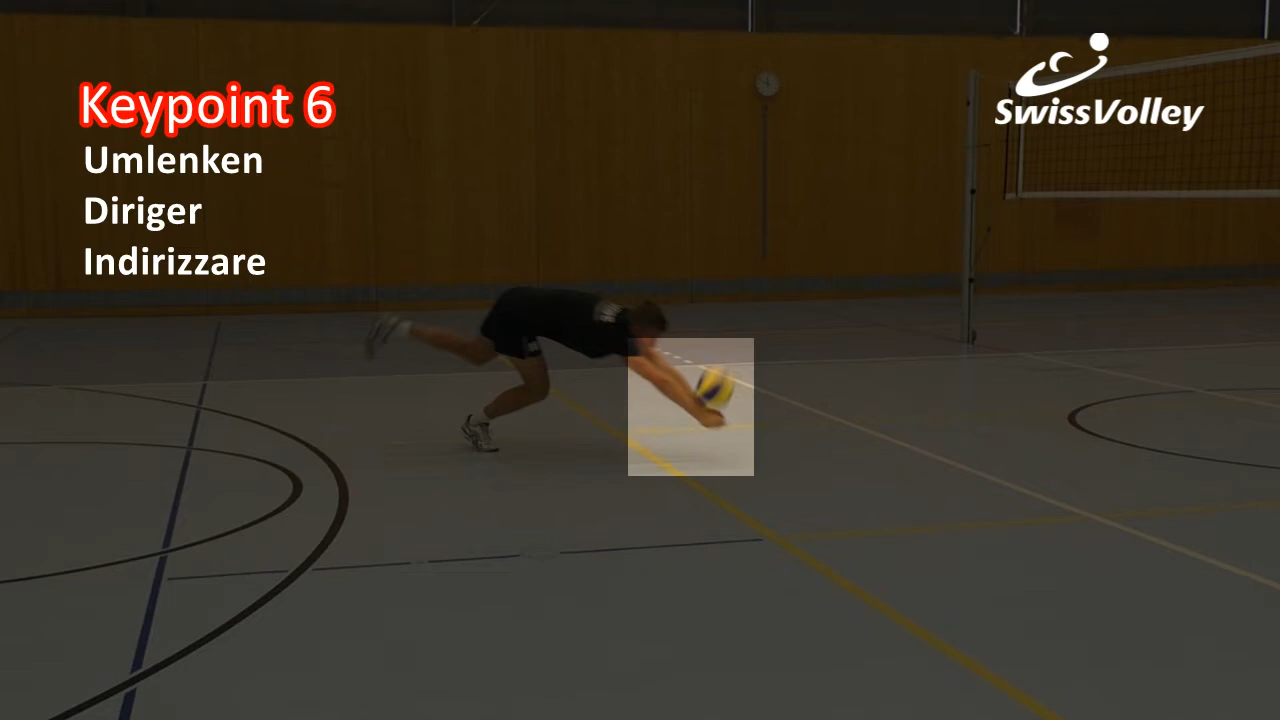 Keypoint 6
Umlenken
Diriger
Indirizzare
SwissVolley